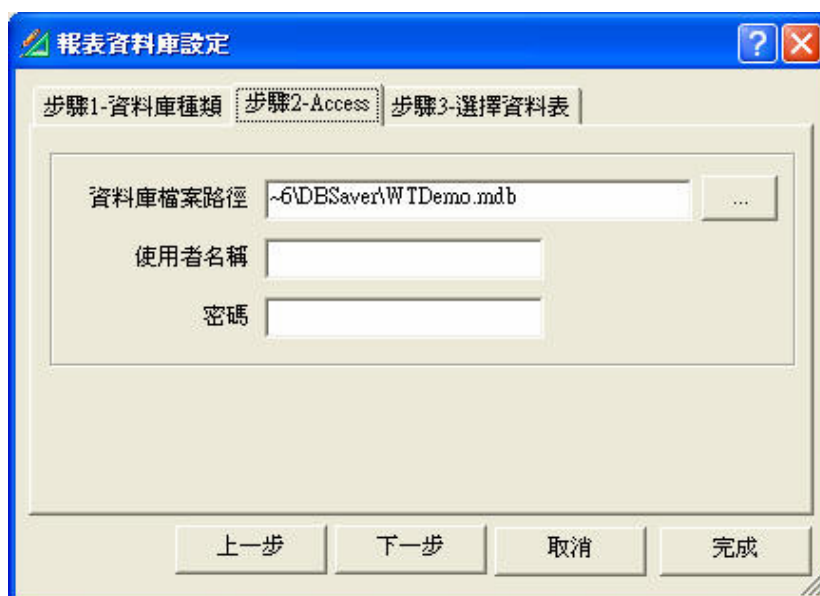 報表資料庫設定
步驟1-資料庫種類 步驟2-Access 步驟3-選擇資料表
資料庫檔案路徑 ~6\DBSaver\WTDemo.mdb ...
使用者名稱
密碼
上一步 下一步 取消 完成